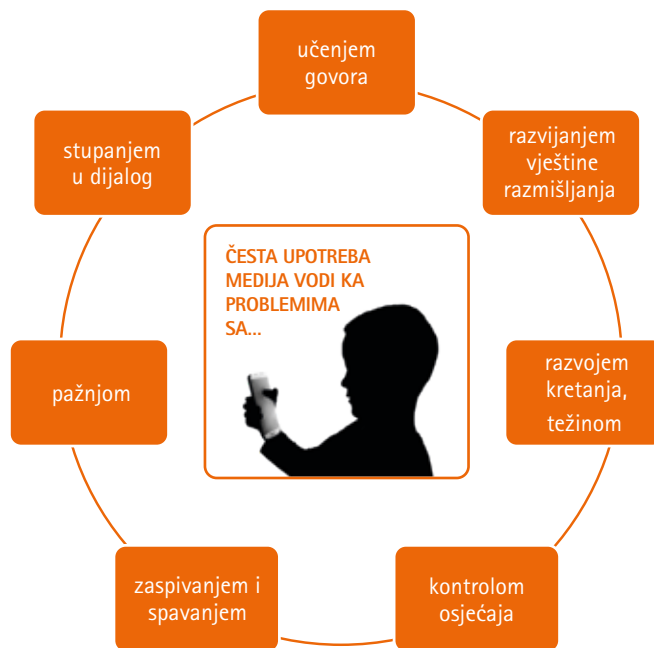 učenjem
govora
razvijanjem
vještine
razmišljanja
razvojem
kretanja,
težinom
kontrolom
osjećaja
zaspivanjem i
spavanjem
pažnjom
stupanjem
u dijalog
ČESTA UPOTREBA
MEDIJA VODI KA
PROBLEMIMA
SA...